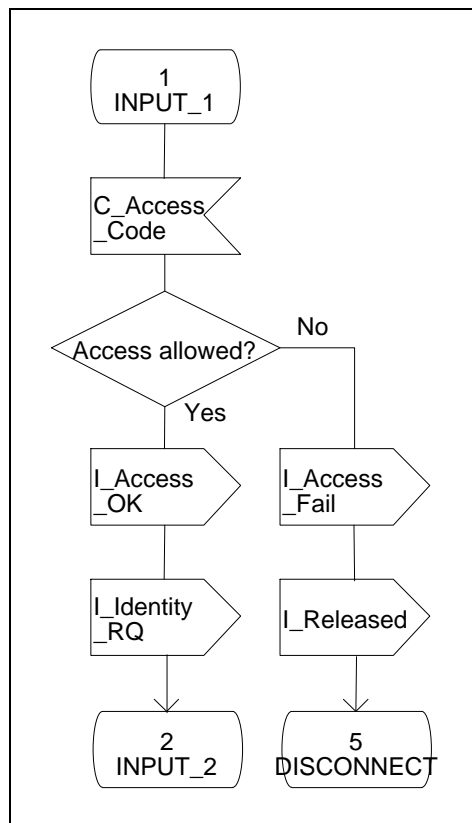 1
INPUT_1
C_Access
_Code
Access allowed?
No
Yes
I_Access
_OK
I_Access
_Fail
I_Identity
_RQ
I_Released
2
INPUT_2
5
DISCONNECT